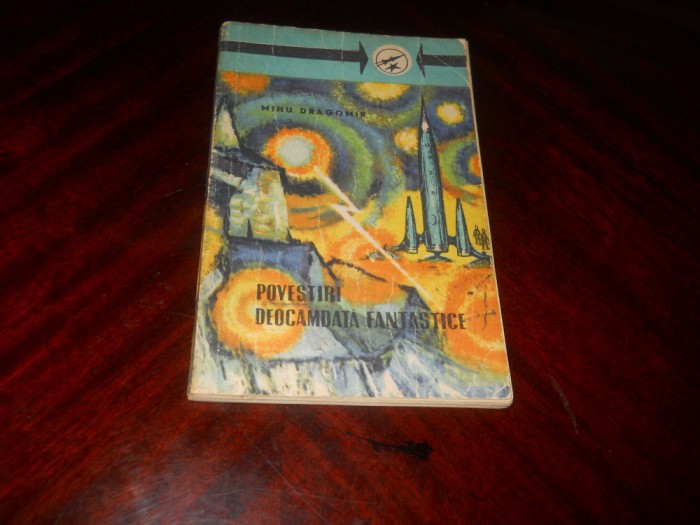 MIHU DRAGOMIR
POVESTIRI
DEOCAMDATĂ FANTASTICE